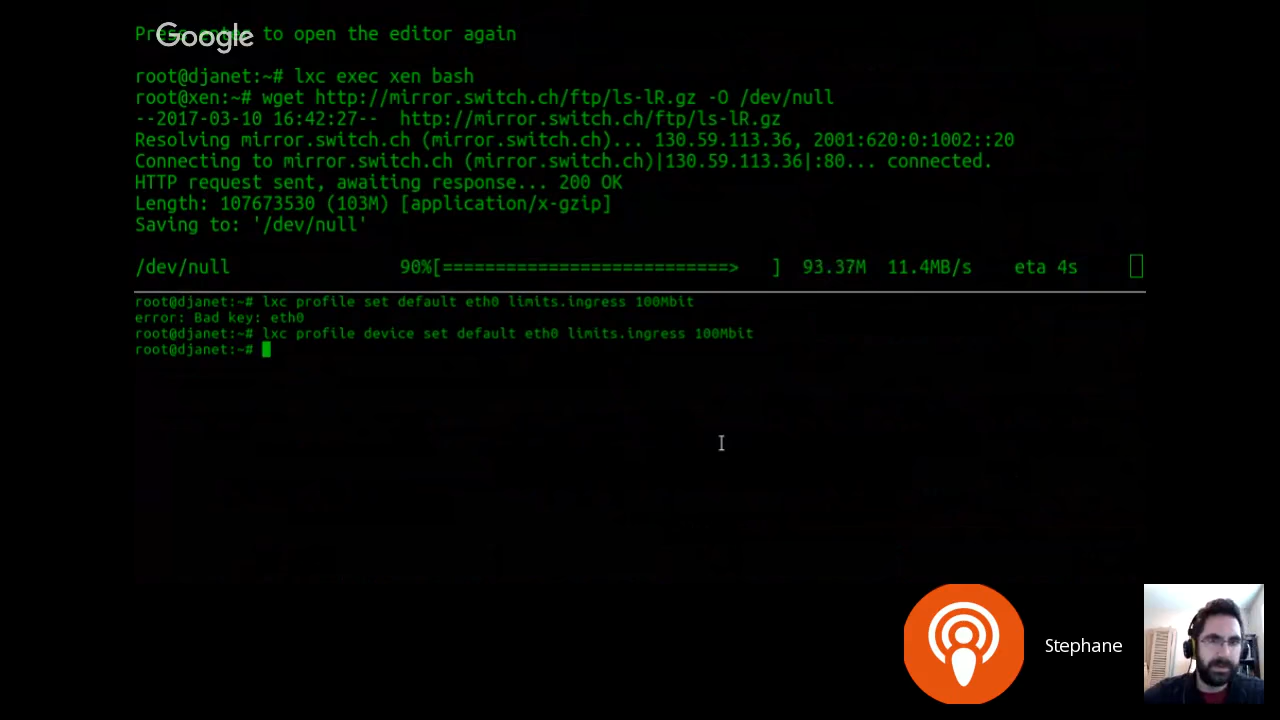 Press enter to open the editor again
Google
root@djanet:~# lxc exec xen bash
root@xen:~# wget http://mirror.switch.ch/ftp/ls-lR.gz -O /dev/null
--2017-03-10 16:42:27--  http://mirror.switch.ch/ftp/ls-lR.gz
Resolving mirror.switch.ch (mirror.switch.ch)... 130.59.113.36, 2001:620:0:1002::20
Connecting to mirror.switch.ch (mirror.switch.ch)|130.59.113.36|:80... connected.
HTTP request sent, awaiting response... 200 OK
Length: 107673530 (103M) [application/x-gzip]
Saving to: '/dev/null'
/dev/null 90%[===========================> ] 93.37M 11.4MB/s eta 4s
root@djanet:~# lxc profile set default eth0 limits.ingress 100Mbit
error: Bad key: eth0
root@djanet:~# lxc profile device set default eth0 limits.ingress 100Mbit
root@djanet:~#
Stephane